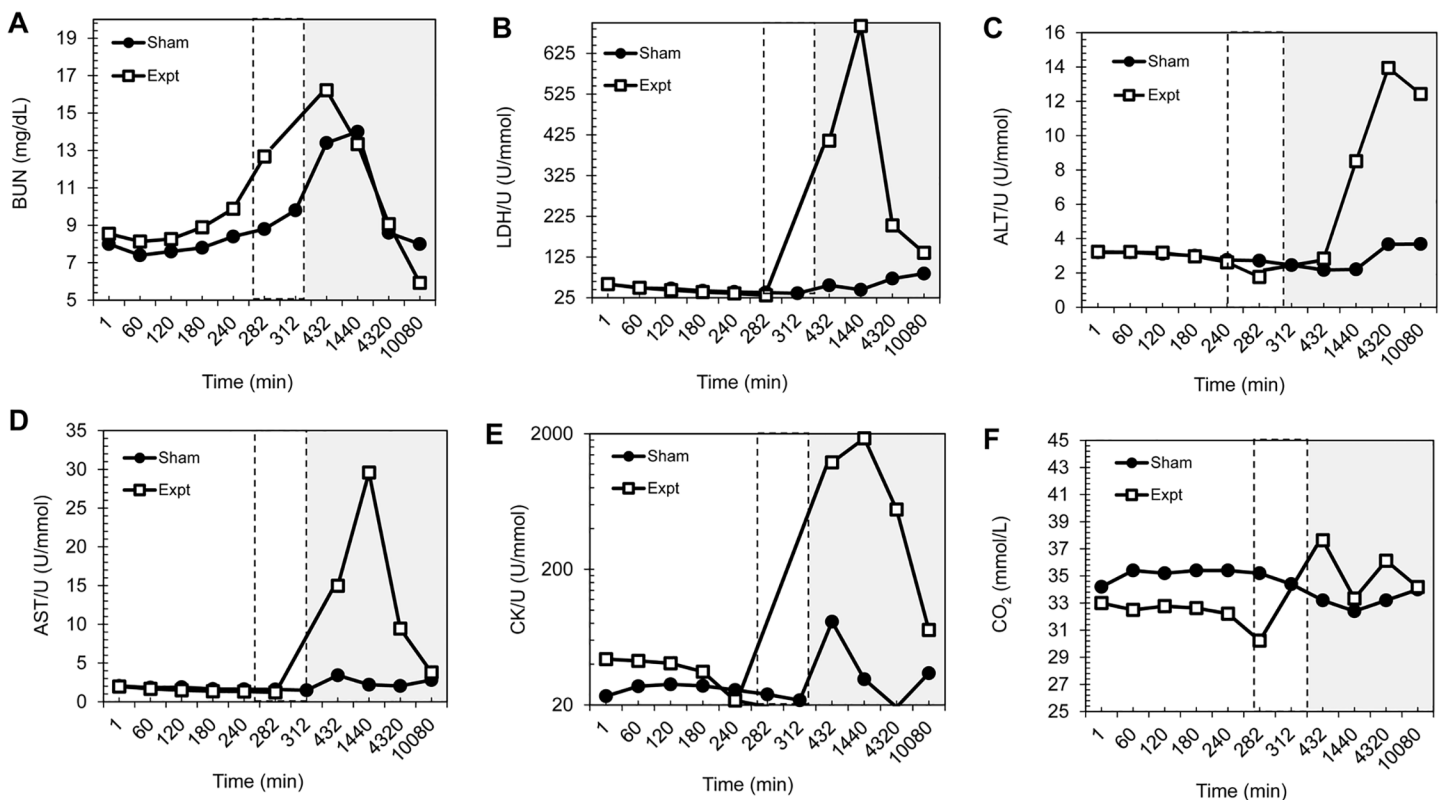 A
BUN (mg/dL)
19
17
15
13
11
9
7
5
Sham
Expt
1 60 120 180 240 282 312 432 1440 4320 10080
Time (min)
B
LDH/U (U/mmol)
625
525
425
325
225
125
25
Sham
Expt
1 60 120 180 240 282 312 432 1440 4320 10080
Time (min)
C
ALT/U (U/mmol)
16
14
12
10
8
6
4
2
0
Sham
Expt
1 60 120 180 240 282 312 432 1440 4320 10080
Time (min)
D
AST/U (U/mmol)
35
30
25
20
15
10
5
0
Sham
Expt
1 60 120 180 240 282 312 432 1440 4320 10080
Time (min)
E
CK/U (U/mmol)
2000
200
20
Sham
Expt
1 60 120 180 240 282 312 432 1440 4320 10080
Time (min)
F
CO₂ (mmol/L)
45
43
41
39
37
35
33
31
29
27
25
Sham
Expt
1 60 120 180 240 282 312 432 1440 4320 10080
Time (min)